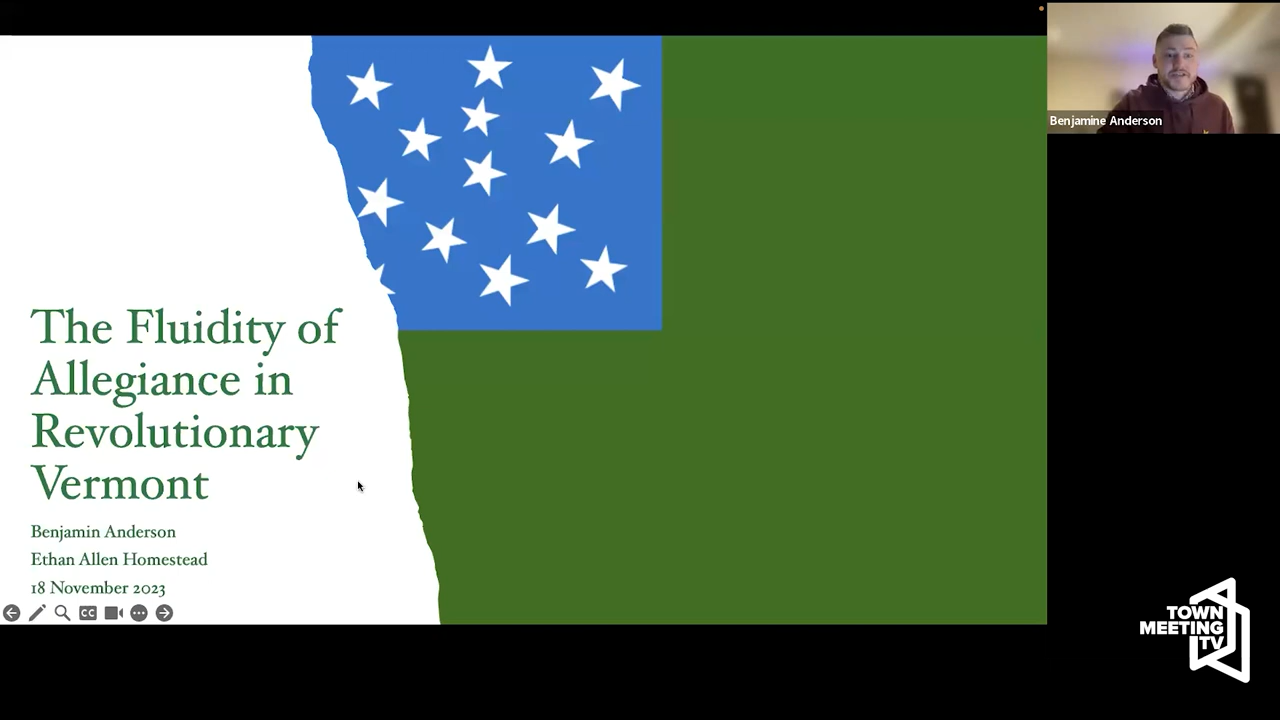 The Fluidity of
Allegiance in
Revolutionary
Vermont
Benjamin Anderson
Ethan Allen Homestead
18 November 2023
CC
Benjamine Anderson
TOWN
MEETING
TV